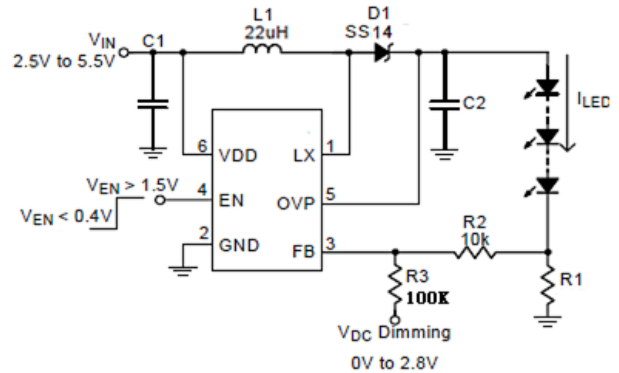 L1
22uH
D1
SS14
VIN
2.5V to 5.5V
C1
C2
ILED
6
VDD
LX
1
VEN > 1.5V
4
EN
OVP
5
VEN < 0.4V
2
GND
FB
3
R2
10k
R1
R3
100K
VDC Dimming
0V to 2.8V